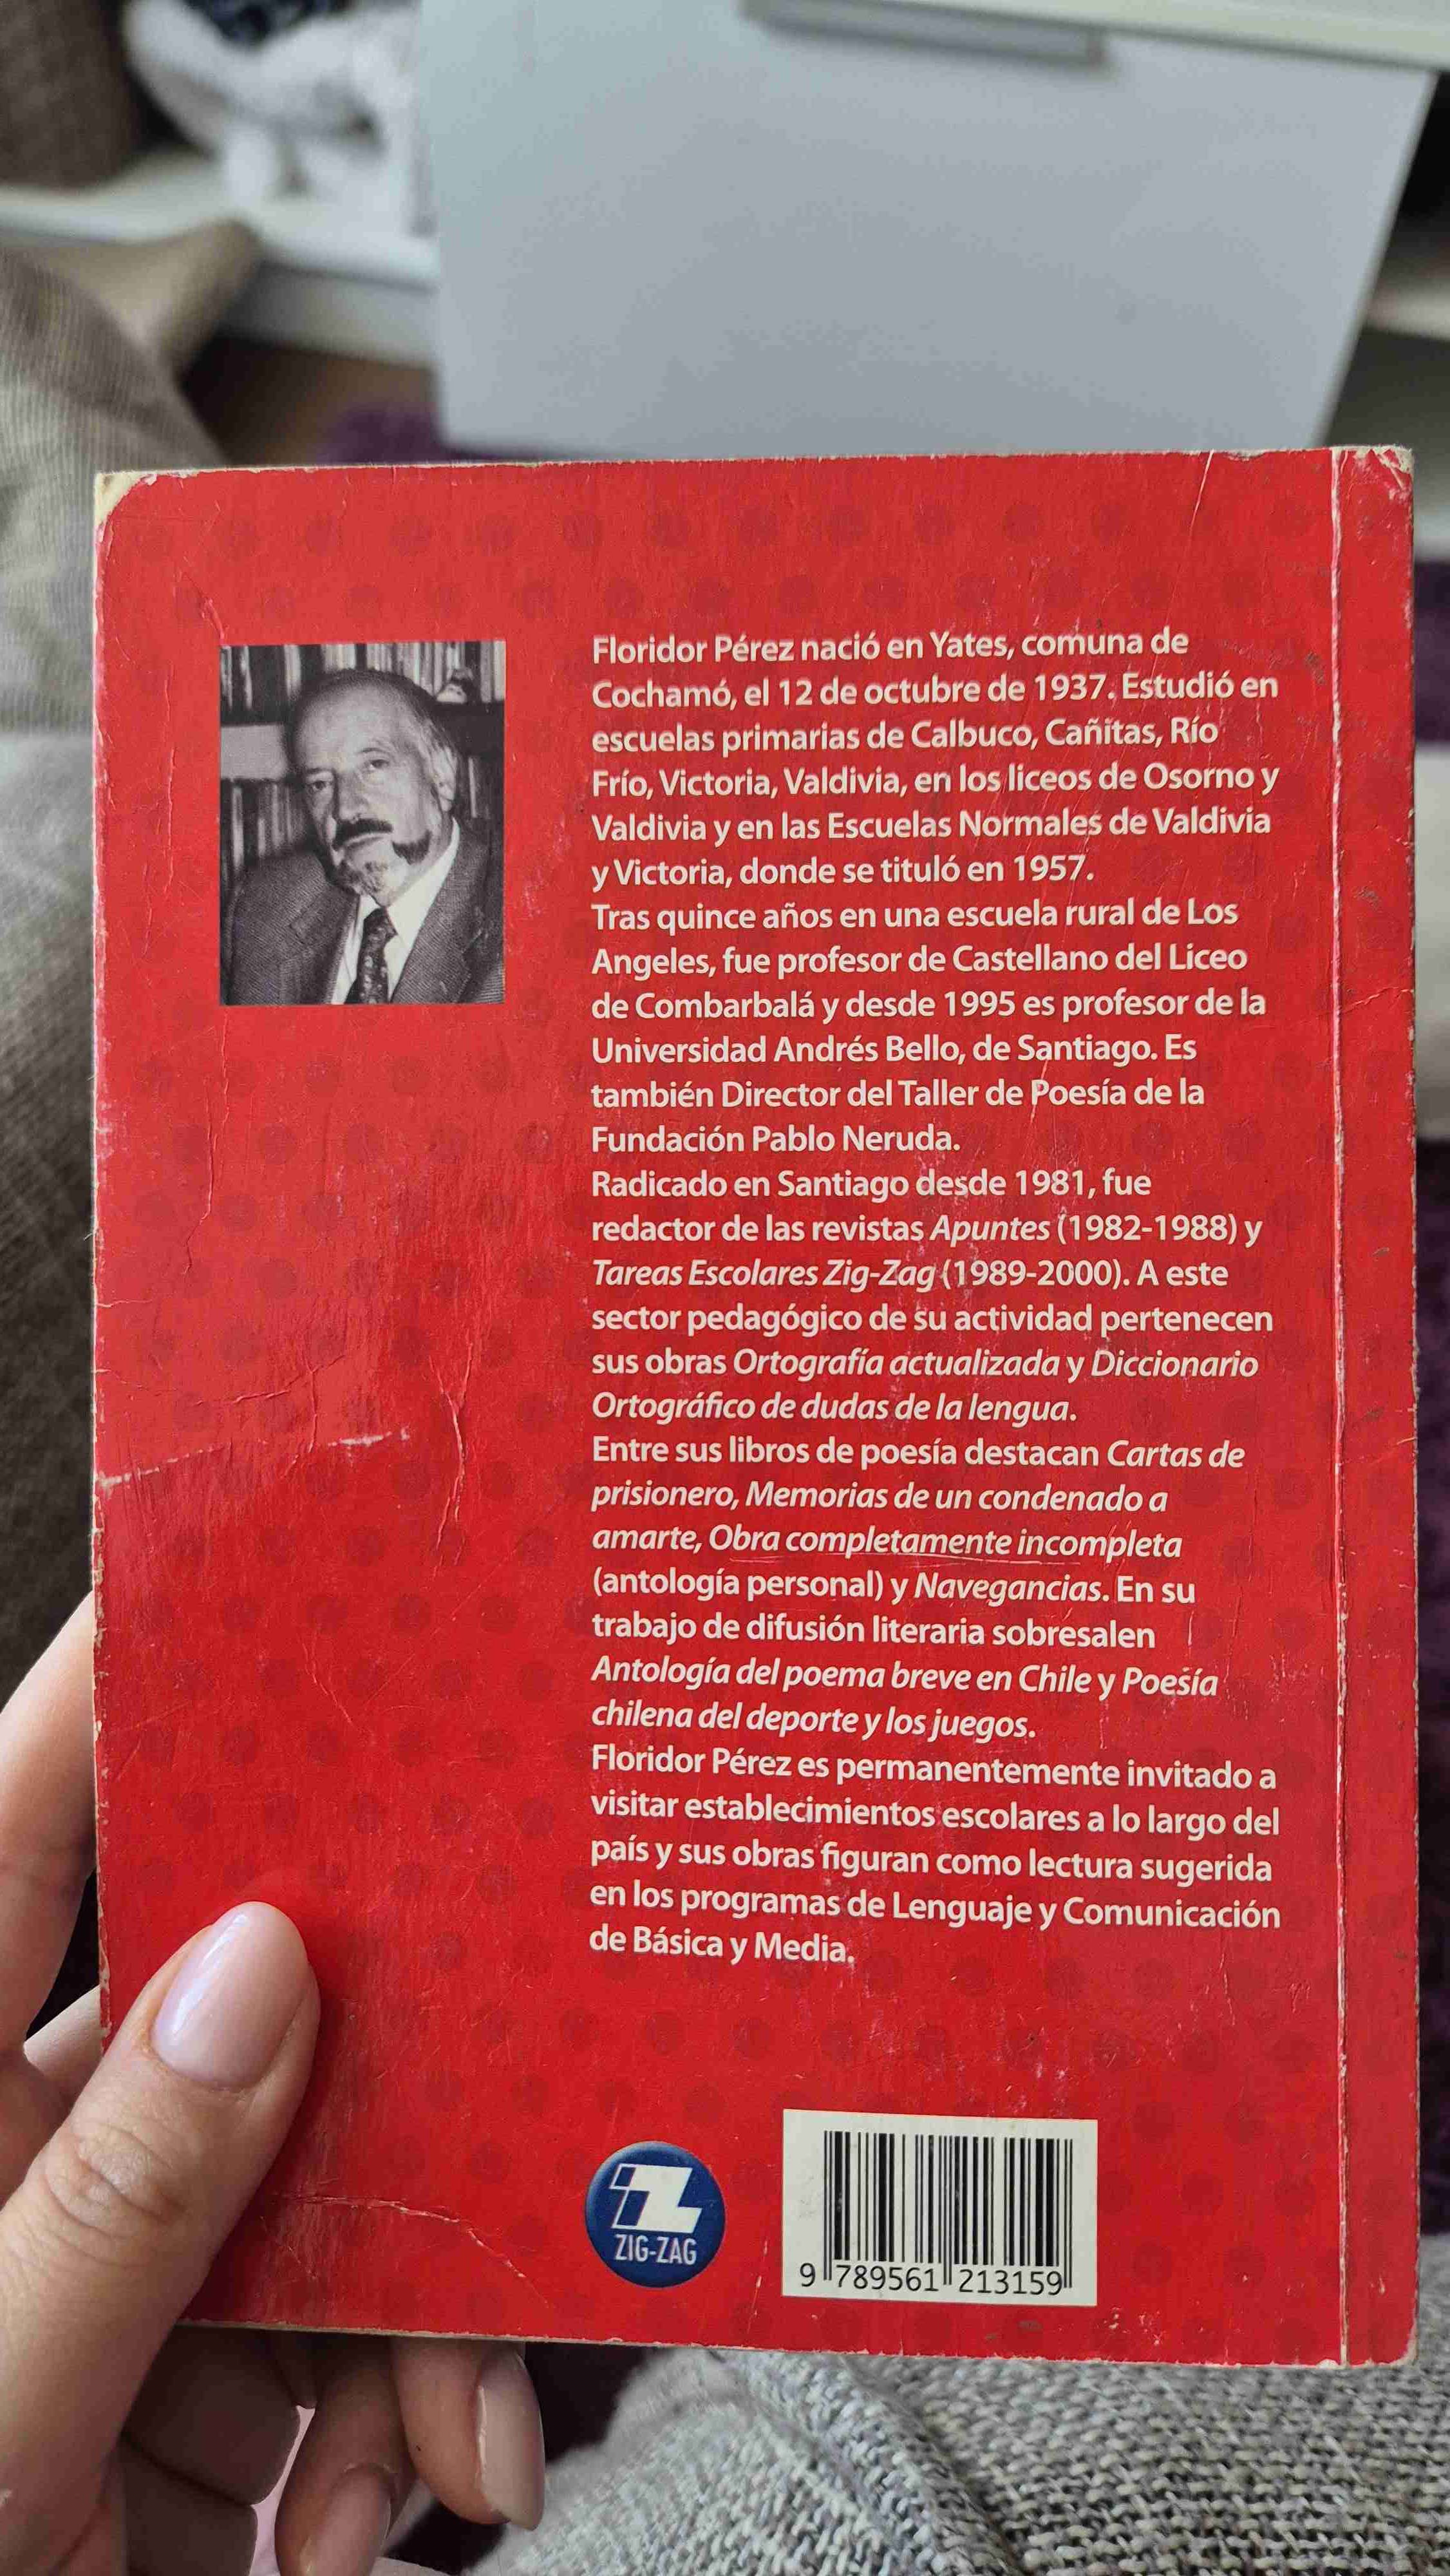 Floridor Pérez nació en Yates, comuna de
Cochamó, el 12 de octubre de 1937. Estudió en
escuelas primarias de Calbuco, Cañitas, Río
Frío, Victoria, Valdivia, en los liceos de Osorno y
Valdivia y en las Escuelas Normales de Valdivia
y Victoria, donde se tituló en 1957.
Tras quince años en una escuela rural de Los
Angeles, fue profesor de Castellano del Liceo
de Combarbalá y desde 1995 es profesor de la
Universidad Andrés Bello, de Santiago. Es
también Director del Taller de Poesía de la
Fundación Pablo Neruda.
Radicado en Santiago desde 1981, fue
redactor de las revistas Apuntes (1982-1988) y
Tareas Escolares Zig-Zag (1989-2000). A este
sector pedagógico de su actividad pertenecen
sus obras Ortografía actualizada y Diccionario
Ortográfico de dudas de la lengua.
Entre sus libros de poesía destacan Cartas de
prisionero, Memorias de un condenado a
amarte, Obra completamente incompleta
(antología personal) y Navegancias. En su
trabajo de difusión literaria sobresalen
Antología del poema breve en Chile y Poesía
chilena del deporte y los juegos.
Floridor Pérez es permanentemente invitado a
visitar establecimientos escolares a lo largo del
país y sus obras figuran como lectura sugerida
en los programas de Lenguaje y Comunicación
de Básica y Media.
ZIG-ZAG
9 789561 213159